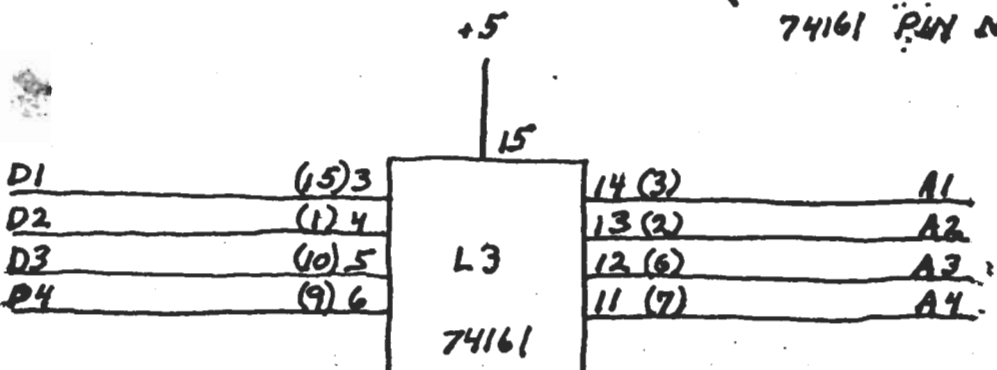 +5
74161 PIN
15
D1 (15) 3 14 (3) A1
D2 (1) 4 13 (2) A2
D3 (10) 5 12 (6) A3
D4 (9) 6 11 (7) A4
L3
74161